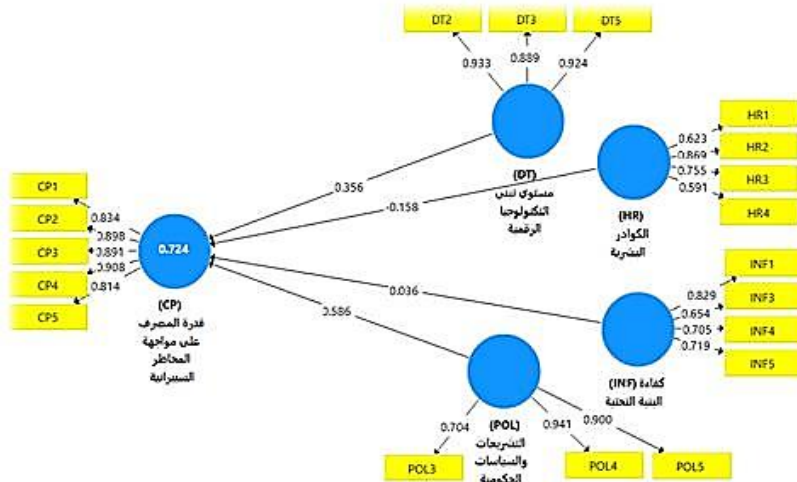 DT2
DT3
DT5
0.933
0.889
0.924
(DT)
مستوى تبني
التكنولوجيا
الرقمية
HR1
HR2
HR3
HR4
0.623
0.869
0.755
0.591
(HR)
الكوادر
البشرية
0.356
-0.158
0.036
0.586
CP1
CP2
CP3
CP4
CP5
0.834
0.898
0.891
0.908
0.814
0.724
(CP)
قدرة المصرف
على مواجهة
المخاطر
السيبرانية
INF1
INF3
INF4
INF5
0.829
0.654
0.705
0.719
كفاءة (INF)
البنية التحتية
(POL)
التشريعات
والسياسات
الحكومية
0.704
0.941
0.900
POL3
POL4
POL5